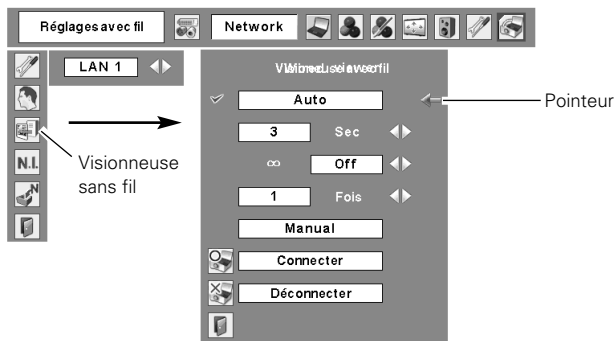 Réglages avec fil
Network
LAN 1
Auto
Pointeur
3 Sec
∞ Off
Visionneuse
sans fil
N.I.
N
1 Fois
Manual
Connecter
Déconnecter